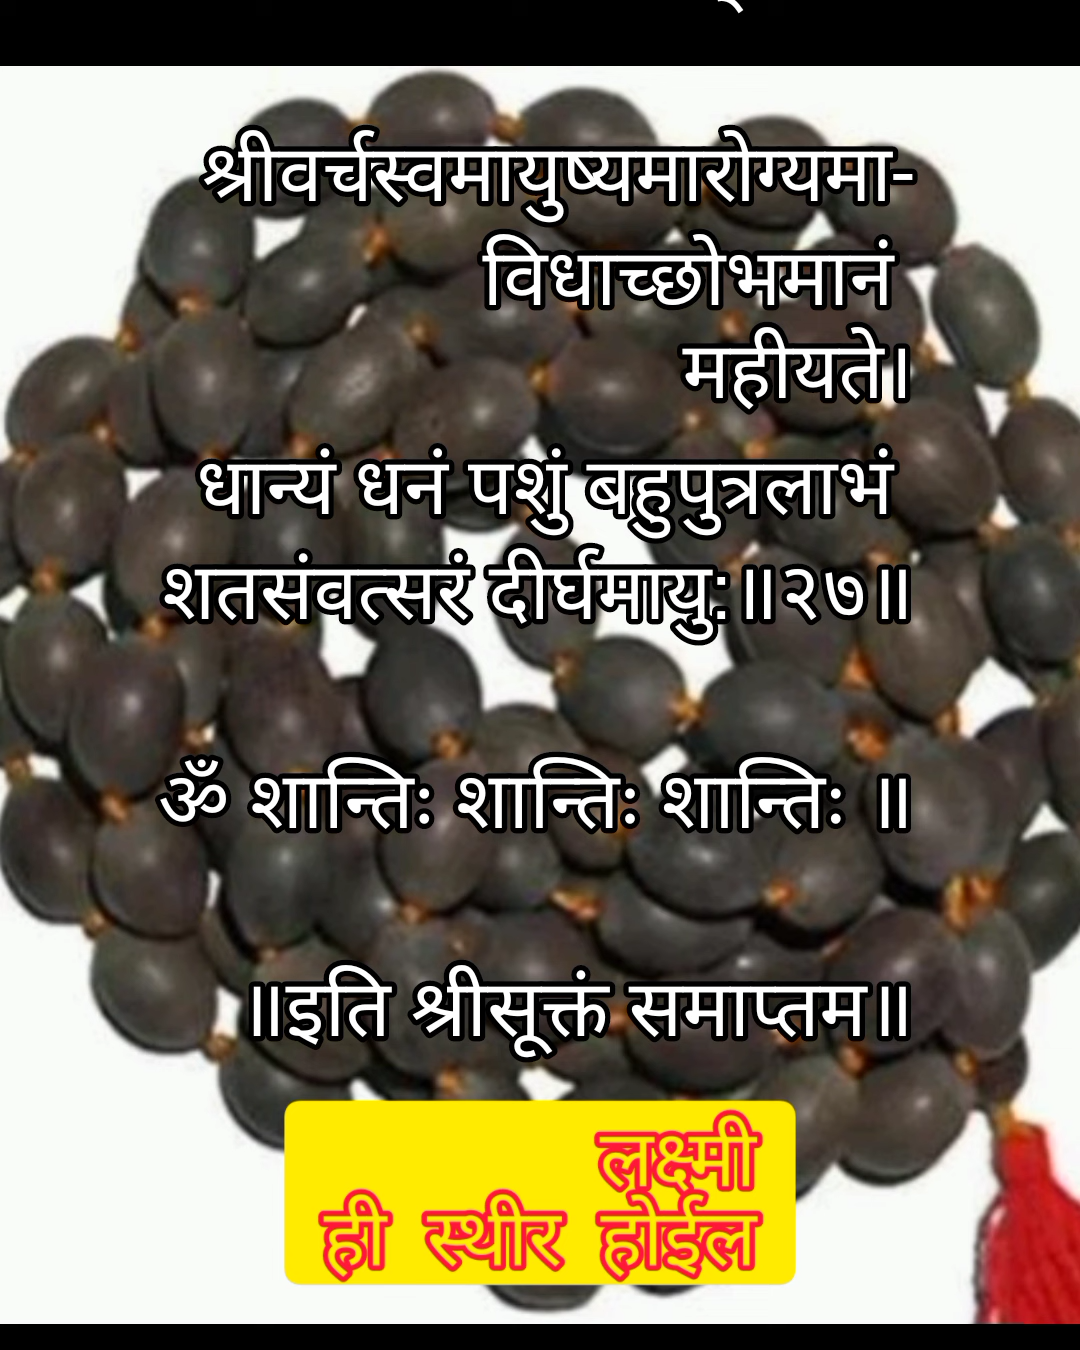 श्रीवर्चस्वमायुष्यमारोग्यमा-
विधाच्छोभमानं
महीयते।
धान्यं धनं पशुं बहुपुत्रलाभं
शतसंवत्सरं दीर्घमायु:॥२७॥
ॐ शान्तिः शान्तिः शान्तिः ॥
॥इति श्रीसूक्तं समाप्तम॥
लक्ष्मी
ही स्थीर होईल